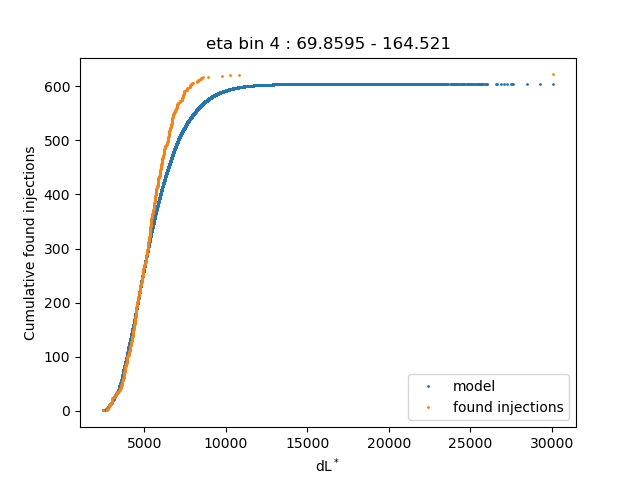 eta bin 4 : 69.8595 - 164.521
Cumulative found injections
600
500
400
300
200
100
0
5000 10000 15000 20000 25000 30000
dL*
model
found injections